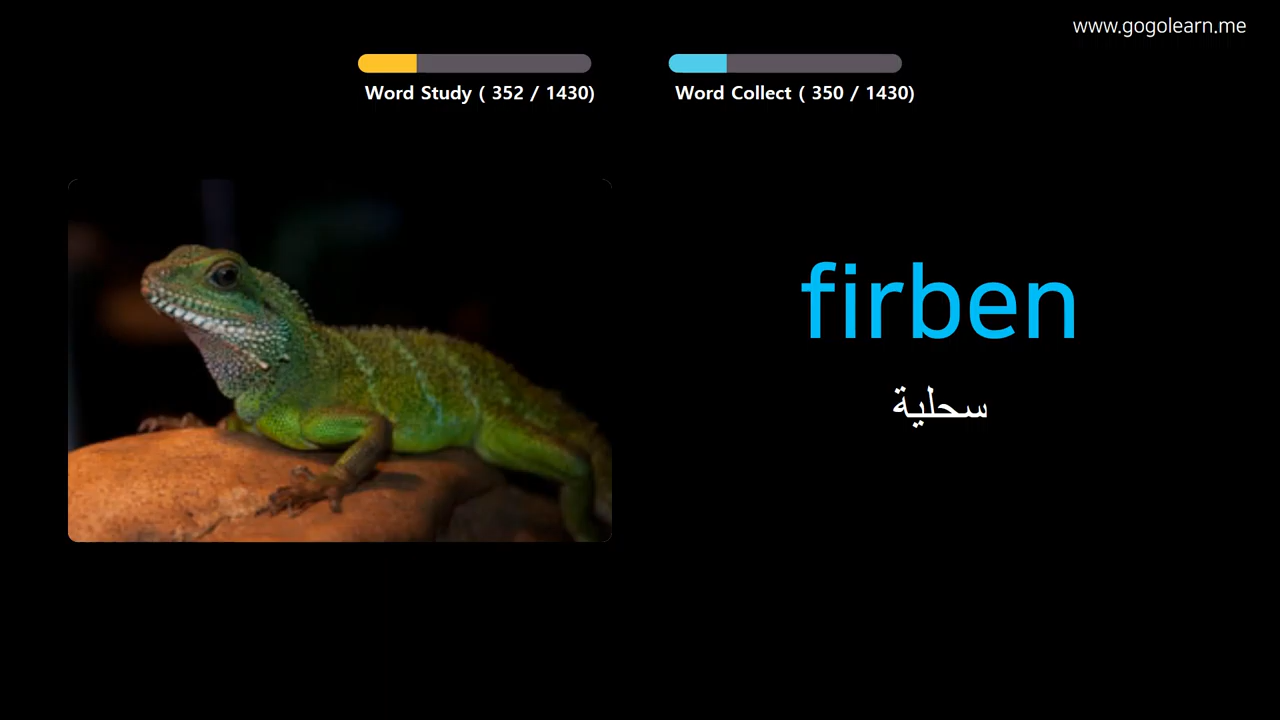 www.gogolearn.me
Word Study ( 352 / 1430)
Word Collect ( 350 / 1430)
firben
سحلية